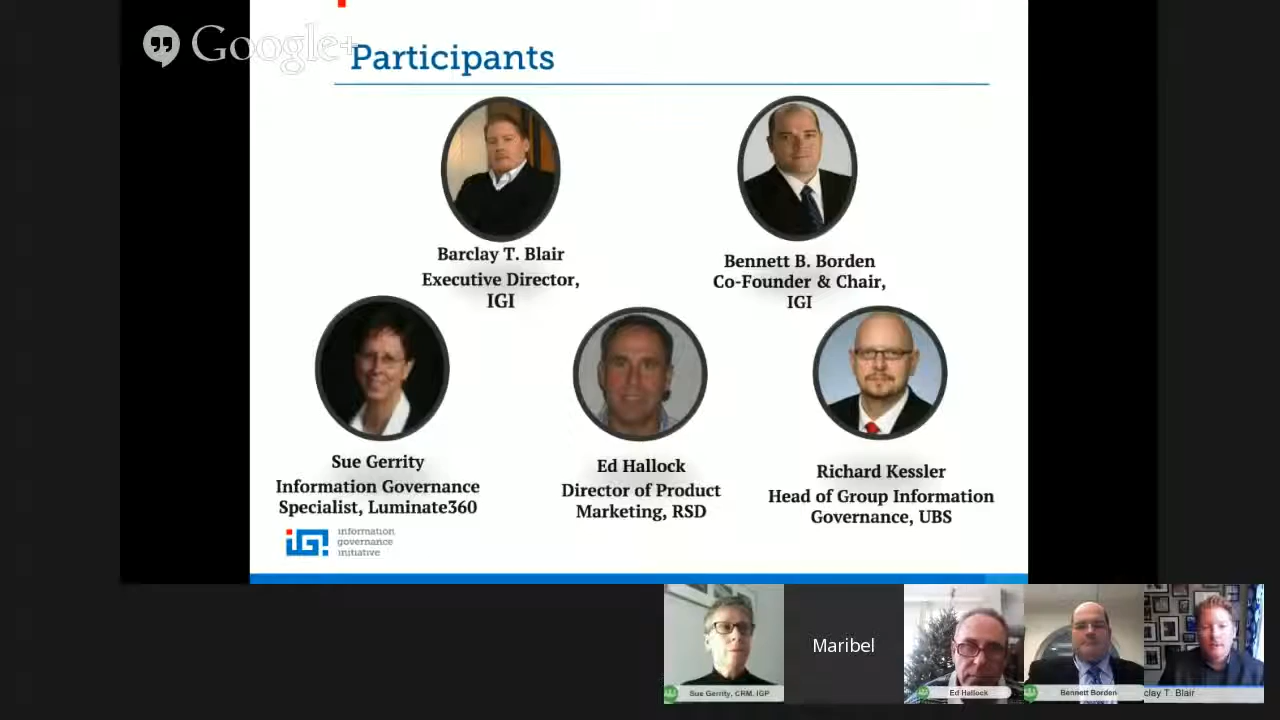 Google+
Participants
Barclay T. Blair
Executive Director,
IGI
Bennett B. Borden
Co-Founder & Chair,
IGI
Sue Gerrity
Information Governance
Specialist, Luminate360
Ed Hallock
Director of Product
Marketing, RSD
Richard Kessler
Head of Group Information
Governance, UBS
iG!
information
governance
initiative
Maribel
Sue Gerrity, CRM, IGP
Ed Hallock
Bennett Borden
clay T. Blair